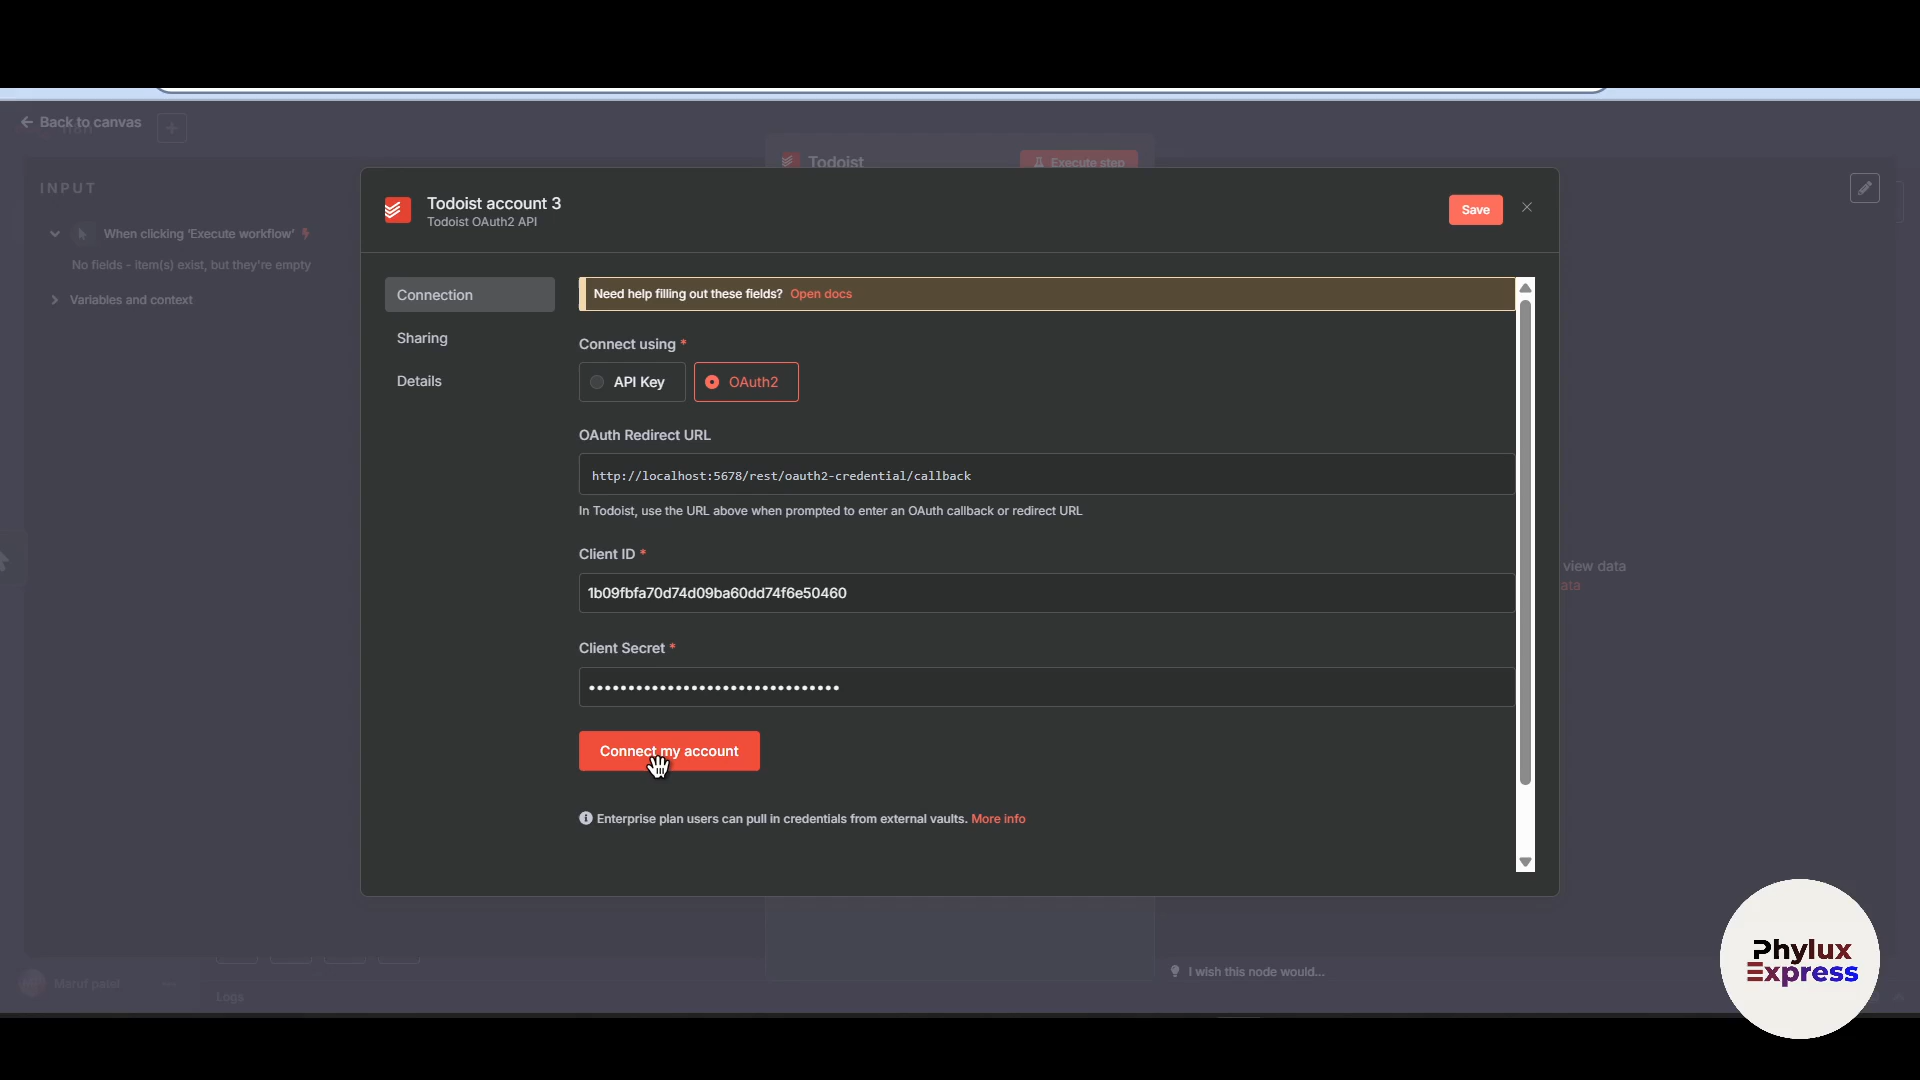 Back to canvas
Todoist
Execute step
INPUT
Todoist account 3
Todoist OAuth2 API
Save
When clicking 'Execute workflow'
No fields - item(s) exist, but they're empty
Connection
Need help filling out these fields? Open docs
Variables and context
Sharing
Connect using *
Details
API Key
OAuth2
OAuth Redirect URL
http://localhost:5678/rest/oauth2-credential/callback
In Todoist, use the URL above when prompted to enter an OAuth callback or redirect URL
Client ID *
view data
ata
1b09fbfa70d74d09ba60dd74f6e50460
Client Secret *
••••••••••••••••••••••••••••••••
Connect my account
Enterprise plan users can pull in credentials from external vaults. More info
I wish this node would...
Maruf patel
Logs
Phylux
Express